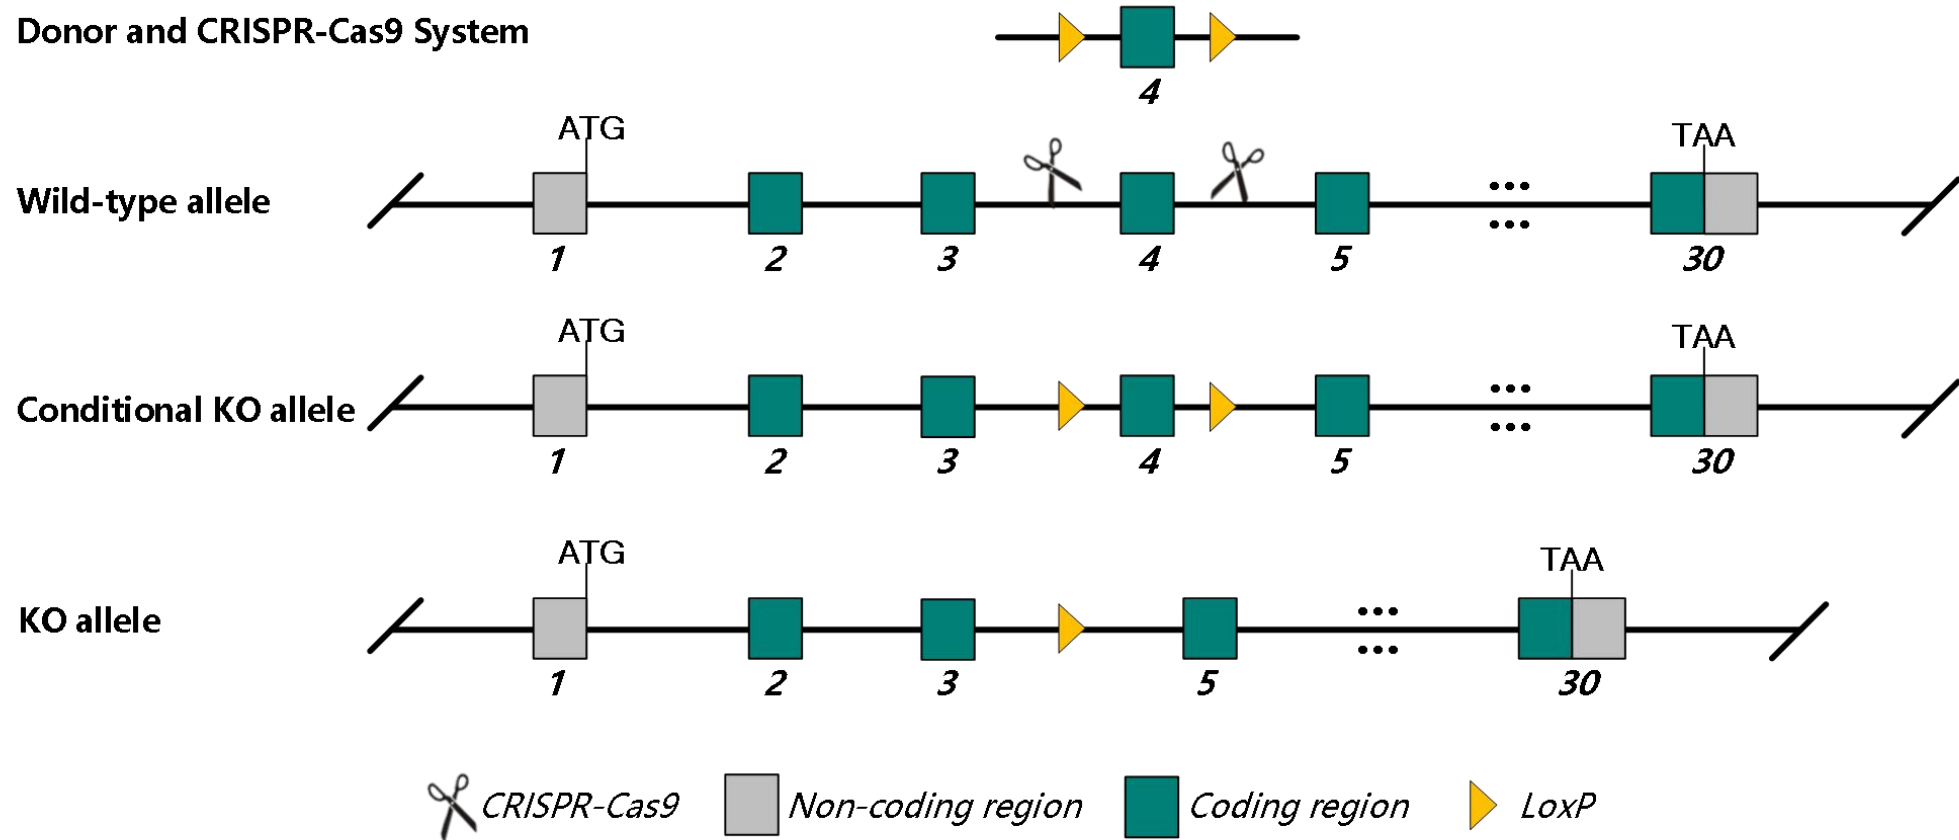 Donor and CRISPR-Cas9 System
4
ATG
TAA
Wild-type allele
1 2 3 4 5 ... ... 30
ATG
TAA
Conditional KO allele
1 2 3 4 5 ... ... 30
ATG
TAA
KO allele
1 2 3 5 ... ... 30
CRISPR-Cas9 Non-coding region Coding region LoxP